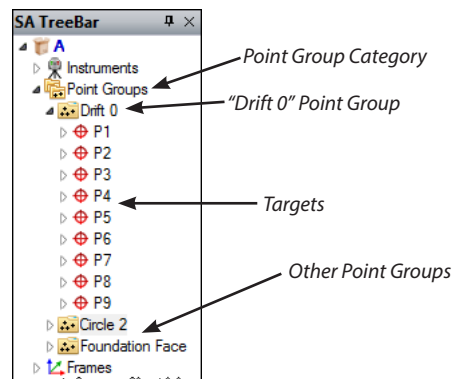 SA TreeBar
A
Instruments
Point Groups
Drift 0
P1
P2
P3
P4
P5
P6
P7
P8
P9
Circle 2
Foundation Face
Frames
Point Group Category
“Drift 0” Point Group
Targets
Other Point Groups